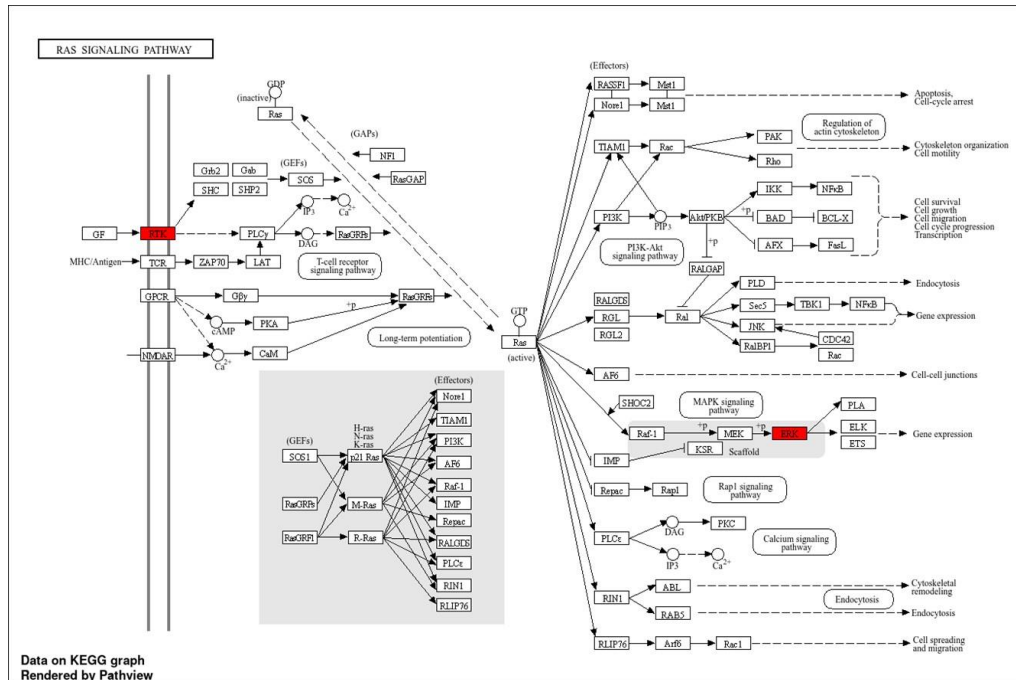 RAS SIGNALING PATHWAY
GDP
(inactive)
Ras
(GAPs)
NF1
RasGAP
Grb2
Gab
(GEFs)
SHC
SHP2
SOS
IP3
Ca2+
GF
RTK
PLCγ
DAG
RasGRPs
MHC/Antigen
TCR
ZAP70
LAT
T-cell receptor
signaling pathway
GPCR
Gβγ
RasGRFs
+p
cAMP
PKA
Long-term potentiation
NMDAR
Ca2+
CaM
GTP
Ras
(active)
(Effectors)
RASSF1
Mst1
Nore1
Mst1
Apoptosis,
Cell-cycle arrest
Regulation of
actin cytoskeleton
TIAM1
Rac
PAK
Rho
Cytoskeleton organization
Cell motility
PI3K
PIP3
Akt/PKB
+p
IKK
NFκB
BAD
BCL-X
AFX
FasL
+p
Cell survival
Cell growth
Cell migration
Cell cycle progression
Transcription
PI3K-Akt
signaling pathway
RALGAP
RALGDS
RGL
RGL2
Ral
PLD
Endocytosis
Sec5
TBK1
NFκB
JNK
Gene expression
RalBP1
CDC42
Rac
AF6
Cell-cell junctions
SHOC2
MAPK signaling
pathway
Raf-1
+p
MEK
+p
ERK
PLA
ELK
ETS
Gene expression
IMP
KSR
Scaffold
Repac
Rap1
Rap1 signaling
pathway
PLCε
DAG
PKC
IP3
Ca2+
Calcium signaling
pathway
RIN1
ABL
Cytoskeletal
remodeling
RAB5
Endocytosis
Endocytosis
RLIP76
Arf6
Rac1
Cell spreading
and migration
(Effectors)
Nore1
TIAM1
PI3K
AF6
Raf-1
IMP
Repac
RALGDS
PLCε
RIN1
RLIP76
H-ras
N-ras
K-ras
(GEFs)
SOS1
p21 Ras
RasGRPs
M-Ras
RasGRF1
R-Ras
Data on KEGG graph
Rendered by Pathview